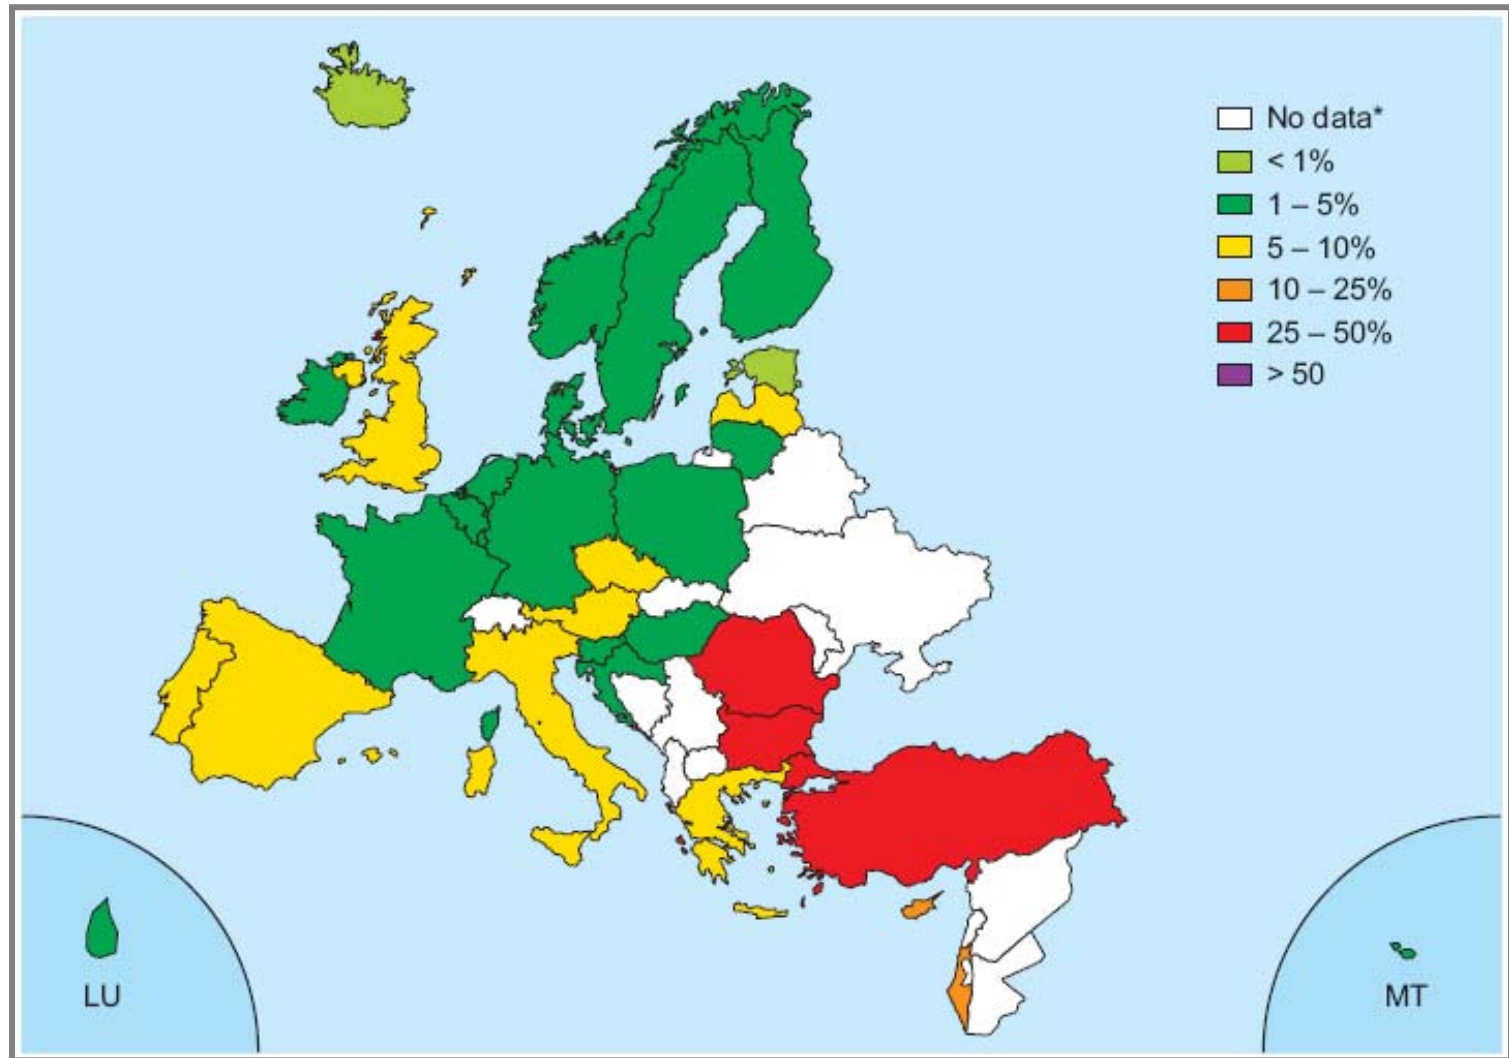 No data*
< 1%
1 – 5%
5 – 10%
10 – 25%
25 – 50%
> 50
LU
MT